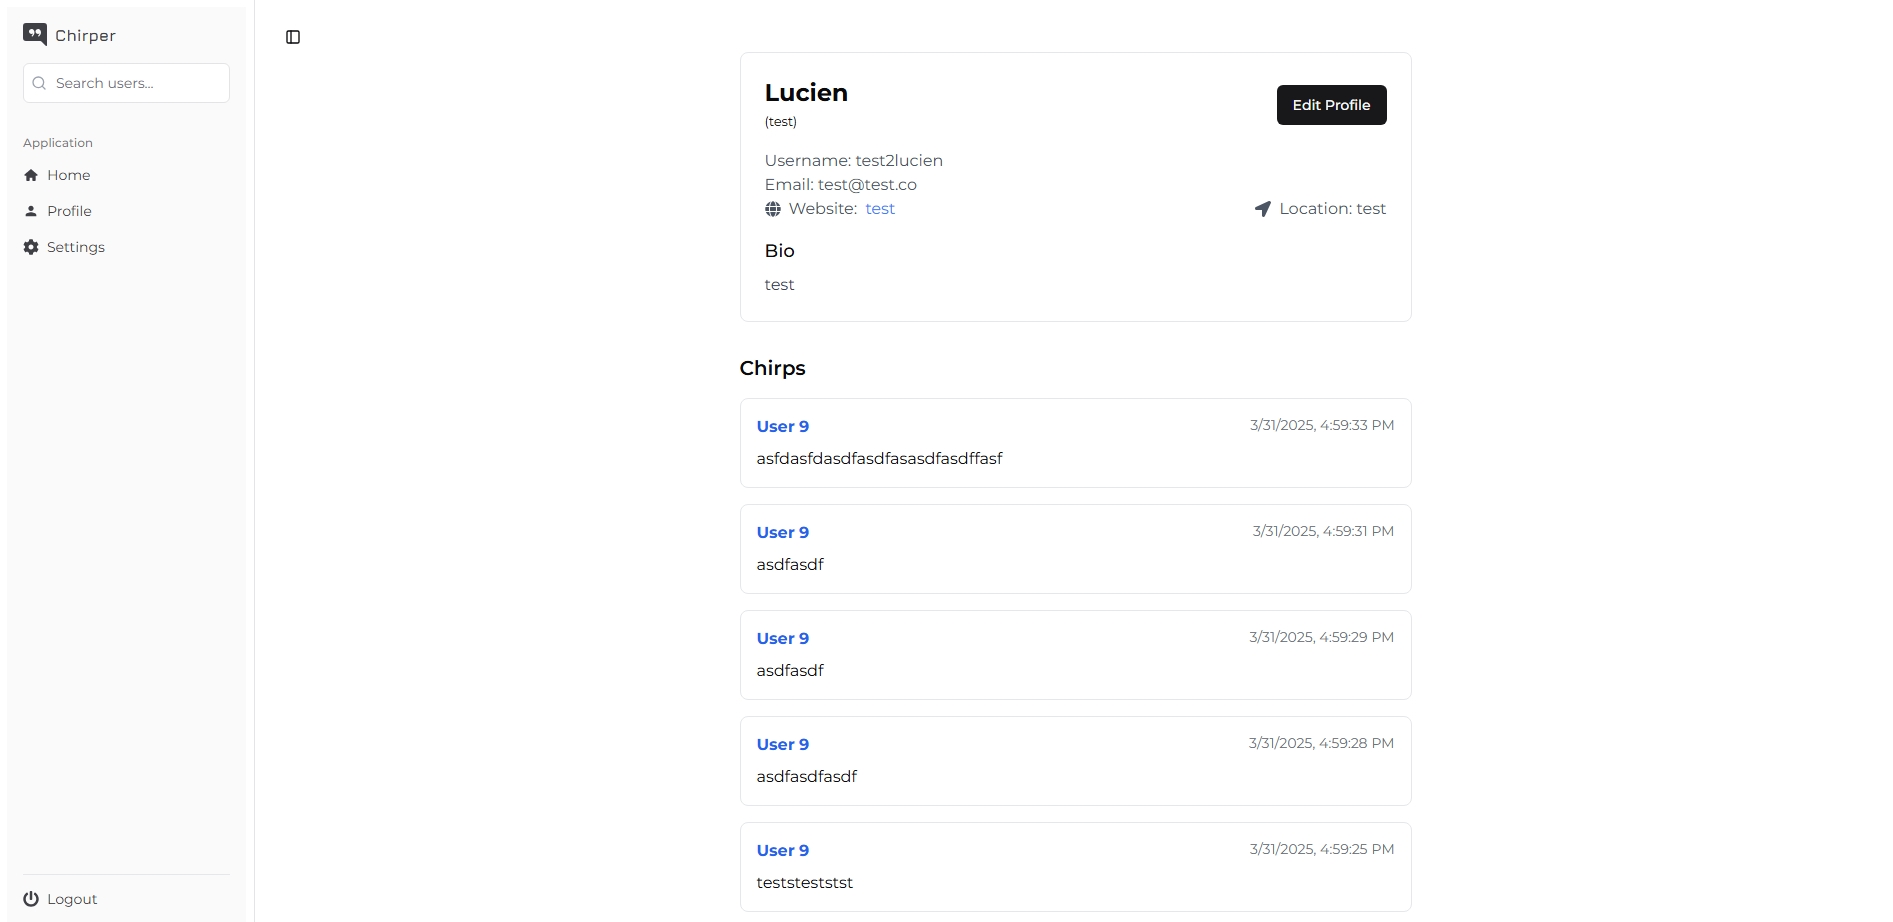 Chirper
Search users...
Application
Home
Profile
Settings
Logout
Lucien
(test)
Edit Profile
Username: test2lucien
Email: test@test.co
Website: test
Location: test
Bio
test
Chirps
User 9
3/31/2025, 4:59:33 PM
asfdasfdasdfasdfasasdfasdffasf
User 9
3/31/2025, 4:59:31 PM
asdfasdf
User 9
3/31/2025, 4:59:29 PM
asdfasdf
User 9
3/31/2025, 4:59:28 PM
asdfasdfasdf
User 9
3/31/2025, 4:59:25 PM
teststeststst